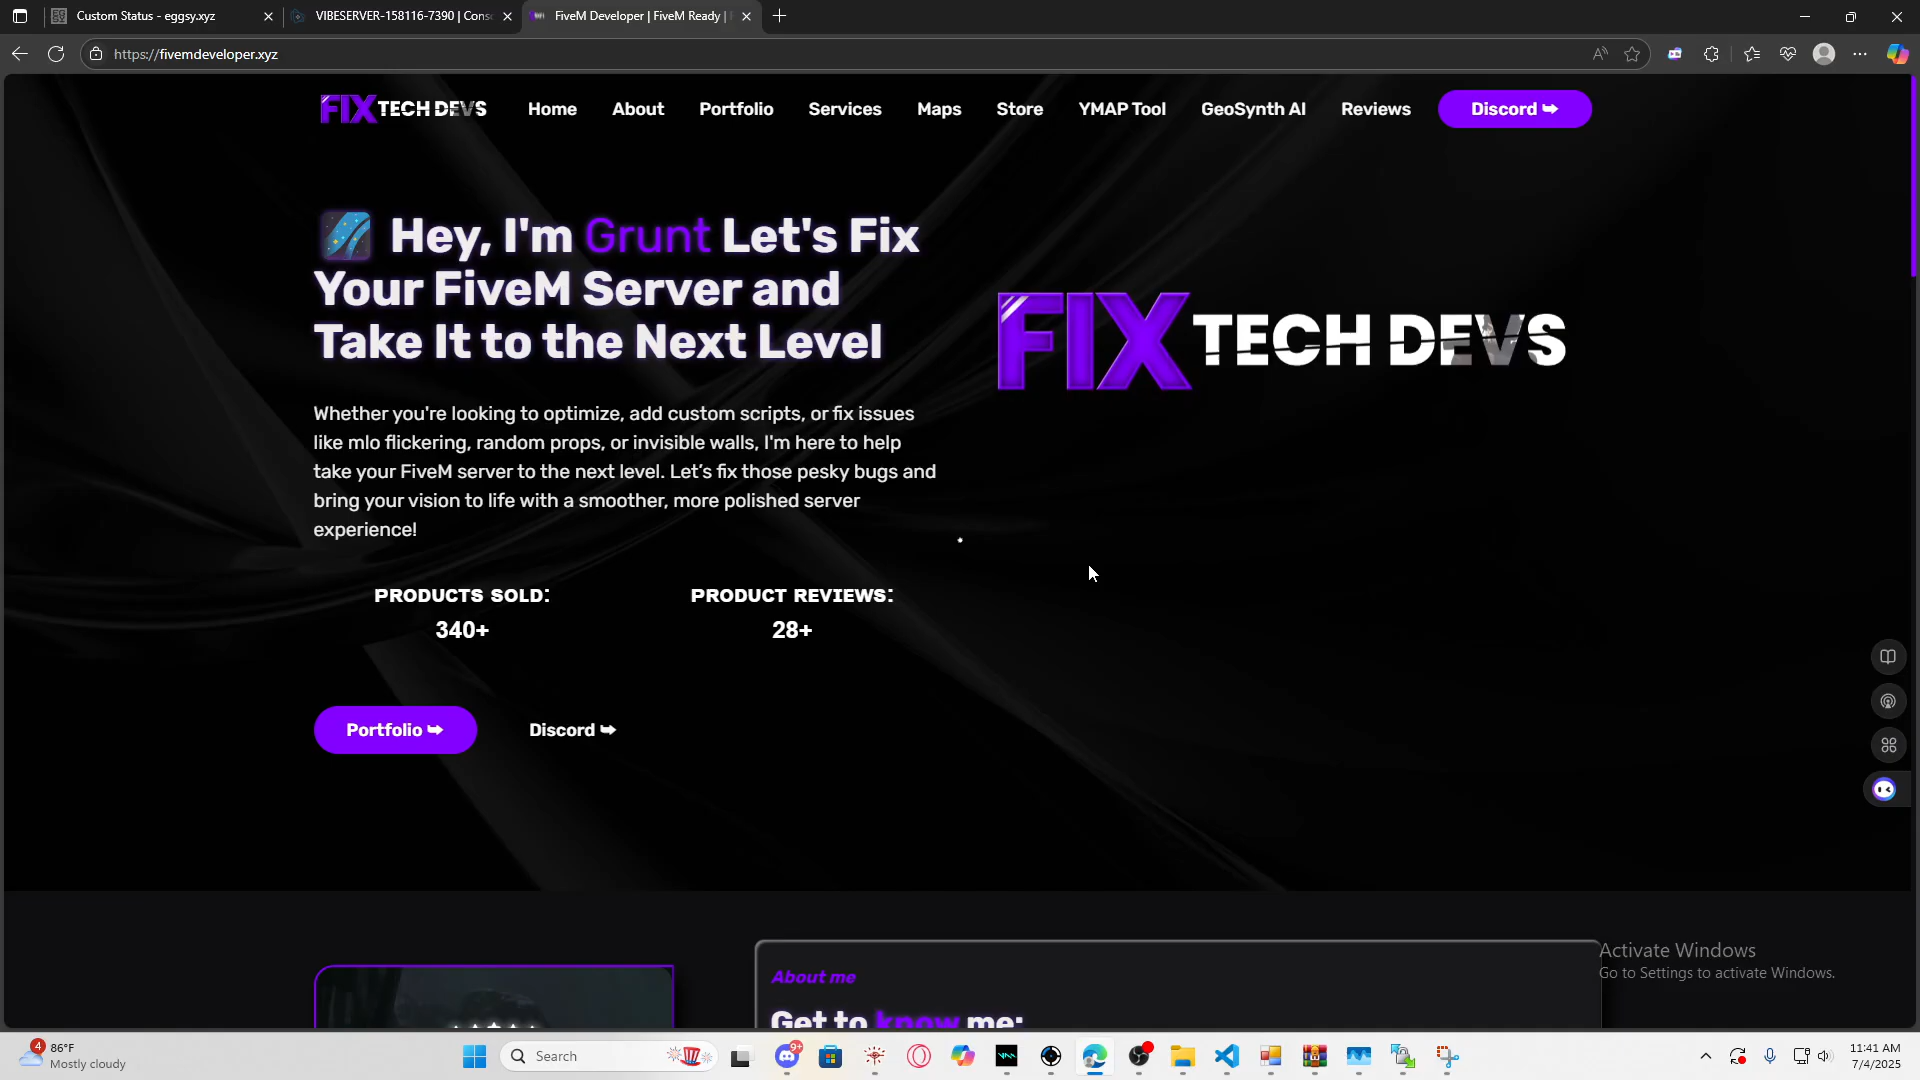 Custom Status - eggsy.xyz
VIBESERVER-158116-7390 | Cons
FiveM Developer | FiveM Ready |
https://fivemdeveloper.xyz
FIX TECH DEVS
Home
About
Portfolio
Services
Maps
Store
YMAP Tool
GeoSynth AI
Reviews
Discord
Hey, I'm Grunt Let's Fix
Your FiveM Server and
Take It to the Next Level
FIX TECH DEVS
Whether you're looking to optimize, add custom scripts, or fix issues
like mlo flickering, random props, or invisible walls, I'm here to help
take your FiveM server to the next level. Let's fix those pesky bugs and
bring your vision to life with a smoother, more polished server
experience!
PRODUCTS SOLD:
340+
PRODUCT REVIEWS:
28+
Portfolio
Discord
About me
Get to know me:
Activate Windows
Go to Settings to activate Windows.
4
86°F
Mostly cloudy
Search
9+
11:41 AM
7/4/2025